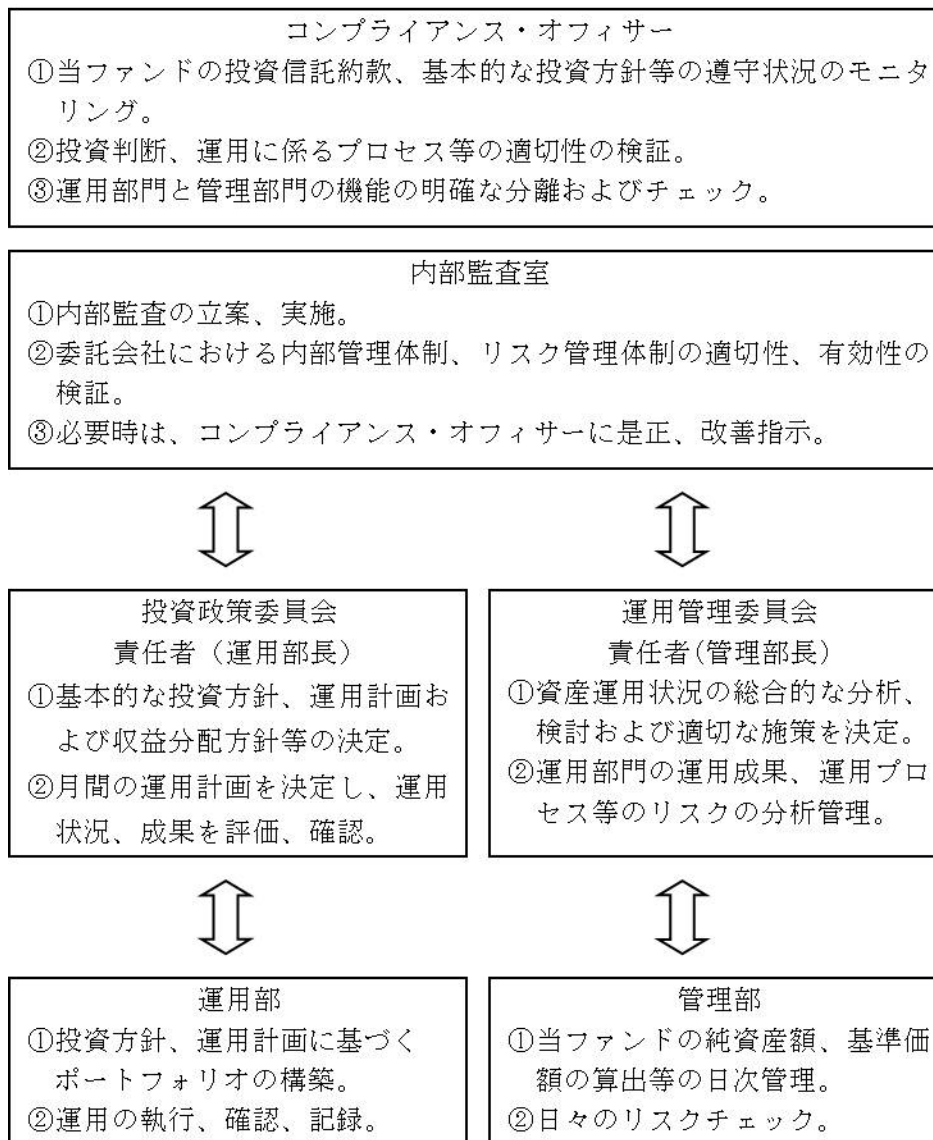 コンプライアンス・オフィサー
①当ファンドの投資信託約款、基本的な投資方針等の遵守状況のモニタ
リング。
②投資判断、運用に係るプロセス等の適切性の検証。
③運用部門と管理部門の機能の明確な分離およびチェック。
内部監査室
①内部監査の立案、実施。
②委託会社における内部管理体制、リスク管理体制の適切性、有効性の
検証。
③必要時は、コンプライアンス・オフィサーに是正、改善指示。
投資政策委員会
責任者（運用部長）
①基本的な投資方針、運用計画お
よび収益分配方針等の決定。
②月間の運用計画を決定し、運用
状況、成果を評価、確認。
運用管理委員会
責任者(管理部長)
①資産運用状況の総合的な分析、
検討および適切な施策を決定。
②運用部門の運用成果、運用プロ
セス等のリスクの分析管理。
運用部
①投資方針、運用計画に基づく
ポートフォリオの構築。
②運用の執行、確認、記録。
管理部
①当ファンドの純資産額、基準価
額の算出等の日次管理。
②日々のリスクチェック。